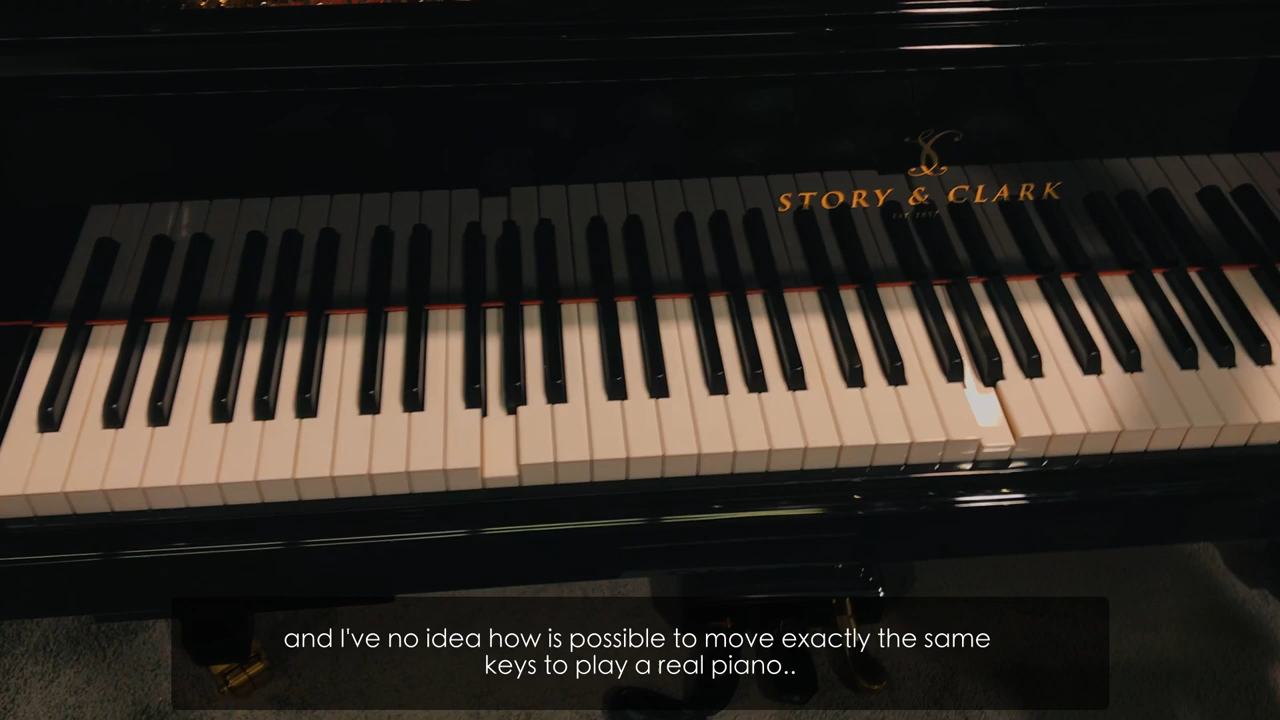 STORY & CLARK
and I've no idea how is possible to move exactly the same
keys to play a real piano..